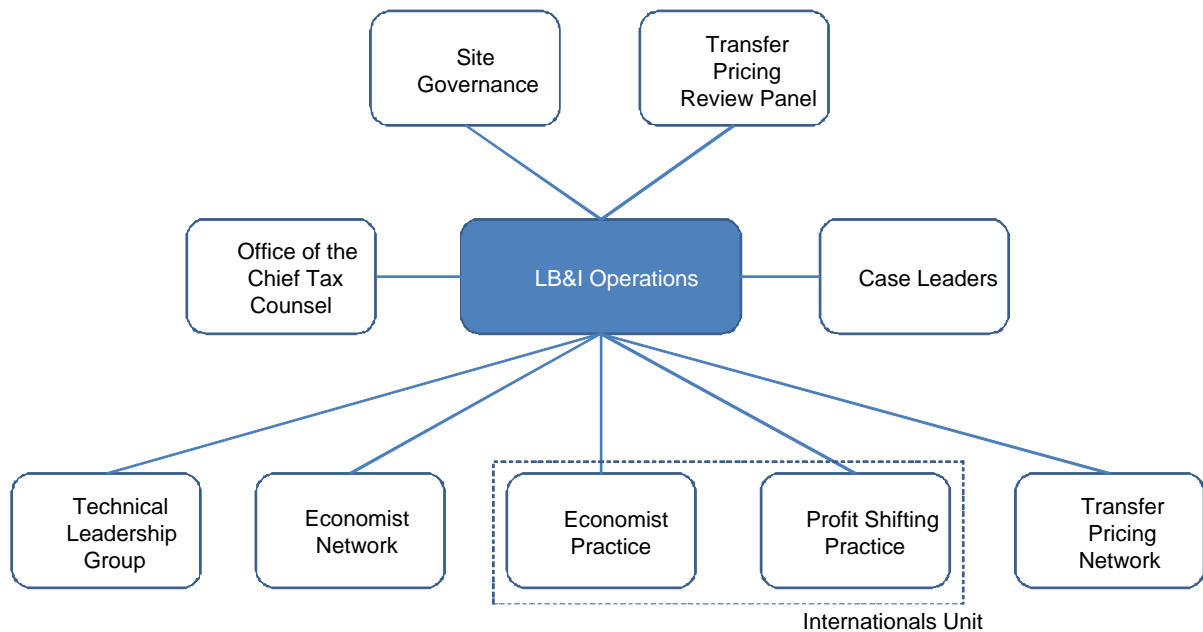 Site
Governance
Transfer
Pricing
Review Panel
Office of the
Chief Tax
Counsel
LB&I Operations
Case Leaders
Technical
Leadership
Group
Economist
Network
Economist
Practice
Profit Shifting
Practice
Transfer
Pricing
Network
Internationals Unit